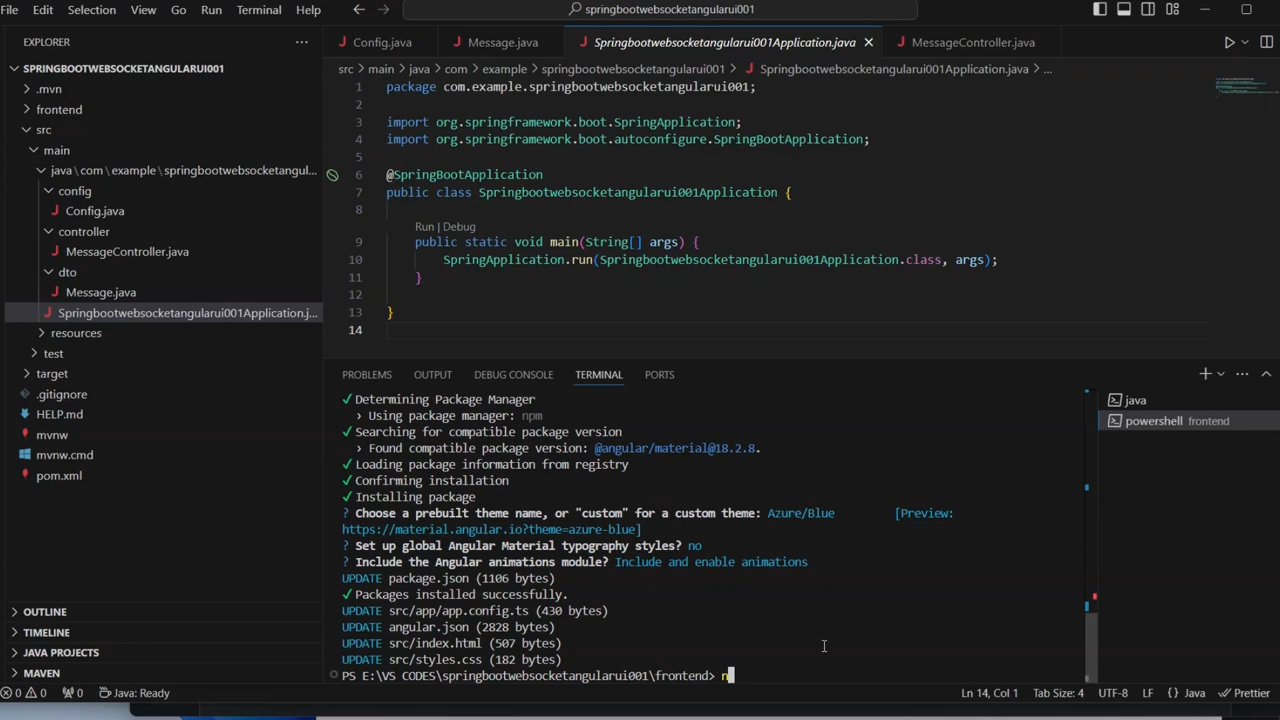 File Edit Selection View Go Run Terminal Help
springbootwebsocketangularui001
EXPLORER
SPRINGBOOTWEBSOCKETANGULARUI001
.mvn
frontend
src
main
java\com\example\springbootwebsocketangul...
config
Config.java
controller
MessageController.java
dto
Message.java
Springbootwebsocketangularui001Application.j...
resources
test
target
.gitignore
HELP.md
mvnw
mvnw.cmd
pom.xml
OUTLINE
TIMELINE
JAVA PROJECTS
MAVEN
Config.java Message.java Springbootwebsocketangularui001Application.java MessageController.java
src > main > java > com > example > springbootwebsocketangularui001 > Springbootwebsocketangularui001Application.java > ...
1 package com.example.springbootwebsocketangularui001;
2
3 import org.springframework.boot.SpringApplication;
4 import org.springframework.boot.autoconfigure.SpringBootApplication;
5
6 @SpringBootApplication
7 public class Springbootwebsocketangularui001Application {
8
Run | Debug
9 public static void main(String[] args) {
10 SpringApplication.run(Springbootwebsocketangularui001Application.class, args);
11 }
12
13 }
14
PROBLEMS OUTPUT DEBUG CONSOLE TERMINAL PORTS
java
powershell frontend
✓ Determining Package Manager
› Using package manager: npm
✓ Searching for compatible package version
› Found compatible package version: @angular/material@18.2.8.
✓ Loading package information from registry
✓ Confirming installation
✓ Installing package
? Choose a prebuilt theme name, or "custom" for a custom theme: Azure/Blue [Preview:
https://material.angular.io?theme=azure-blue]
? Set up global Angular Material typography styles? no
? Include the Angular animations module? Include and enable animations
UPDATE package.json (1106 bytes)
✓ Packages installed successfully.
UPDATE src/app/app.config.ts (430 bytes)
UPDATE angular.json (2828 bytes)
UPDATE src/index.html (507 bytes)
UPDATE src/styles.css (182 bytes)
PS E:\VS CODES\springbootwebsocketangularui001\frontend> n
0 0 0 Java: Ready Ln 14, Col 1 Tab Size: 4 UTF-8 LF {} Java Prettier